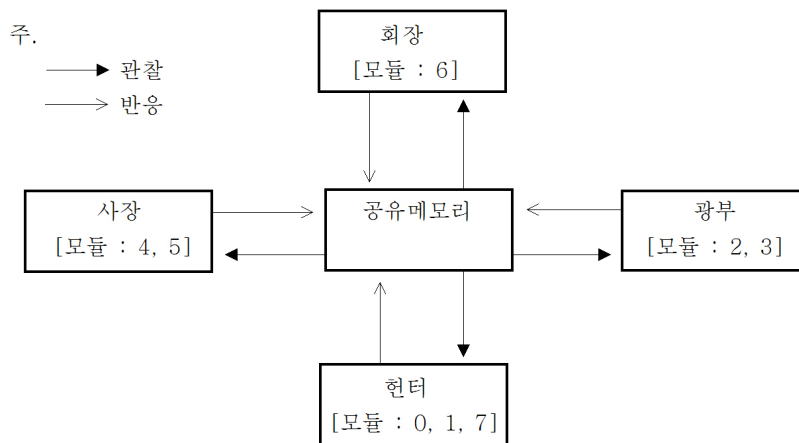 주.
관찰
반응
회장
[모듈 : 6]
사장
[모듈 : 4, 5]
공유메모리
광부
[모듈 : 2, 3]
헌터
[모듈 : 0, 1, 7]